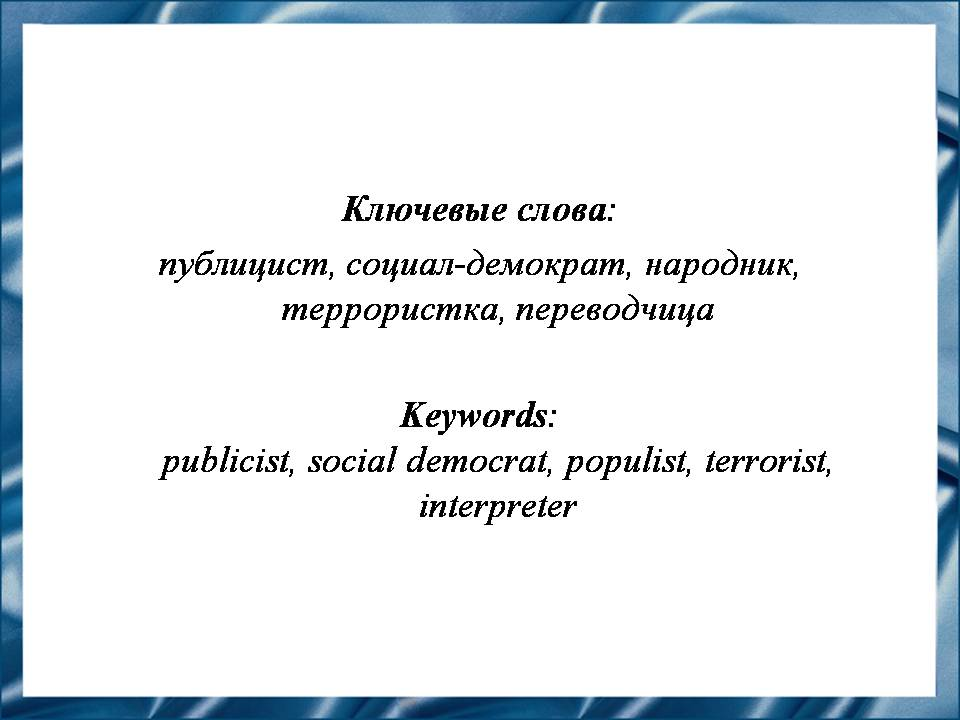 Ключевые слова:
публицист, социал-демократ, народник,
террористка, переводчица
Keywords:
publicist, social democrat, populist, terrorist,
interpreter